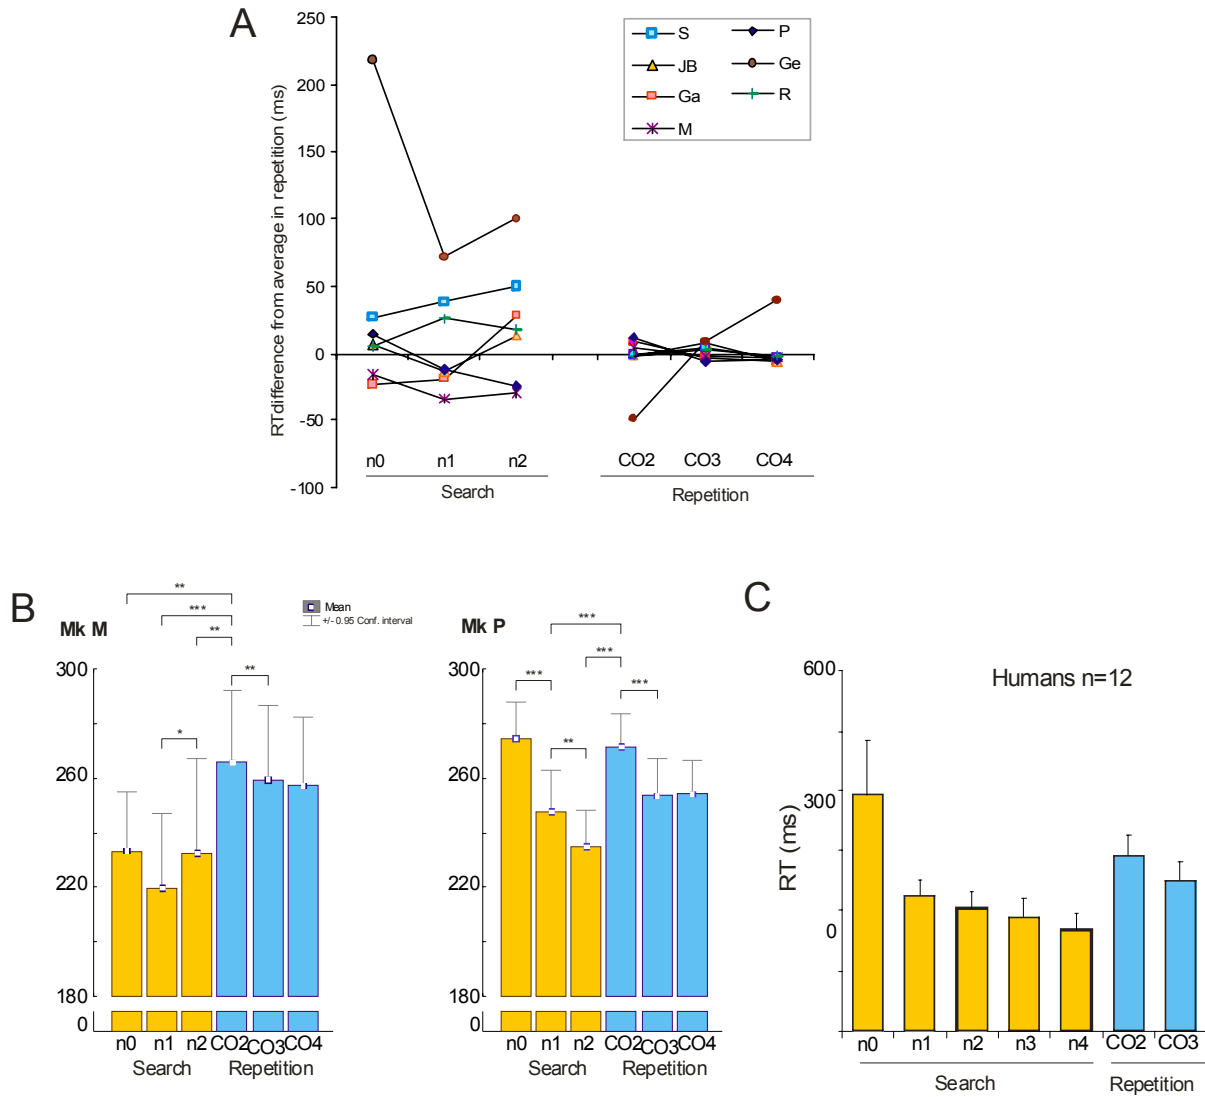 A
RTdifference from average in repetition (ms)
250
200
150
100
50
0
-50
-100
S
JB
Ga
M
P
Ge
R
n0 n1 n2 CO2 CO3 CO4
Search Repetition
B
Mk M
Mean
+/- 0.95 Conf. interval
** *** ** ** *
300
260
220
180
0
n0 n1 n2 CO2 CO3 CO4
Search Repetition
Mk P
*** *** *** *** **
300
260
220
180
0
n0 n1 n2 CO2 CO3 CO4
Search Repetition
C
Humans n=12
RT (ms)
600
300
0
n0 n1 n2 n3 n4 CO2 CO3
Search Repetition